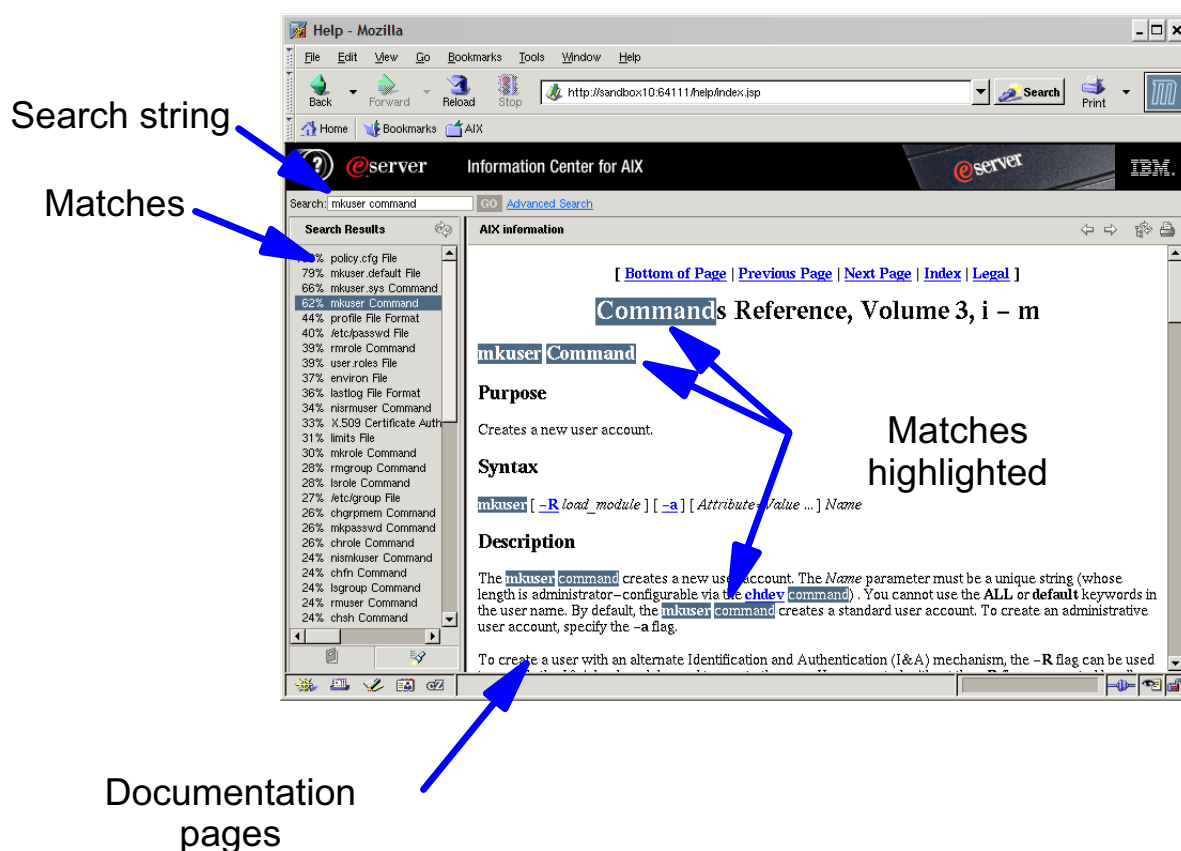 Help - Mozilla
File Edit View Go Bookmarks Tools Window Help
Back Forward Reload Stop http://sandbox10:64111/help/index.jsp Search Print
Home Bookmarks AIX
Search string
eserver Information Center for AIX eserver IBM.
Matches
Search: mkuser command GO Advanced Search
Search Results AIX information
policy.cfg File
79% mkuser.default File
66% mkuser.sys Command
62% mkuser Command
44% profile File Format
40% /etc/passwd File
39% rmrole Command
39% user.roles File
37% environ File
36% lastlog File Format
34% nisrmuser Command
33% X.509 Certificate Auth
31% limits File
30% mkrole Command
28% rmgroup Command
28% lsrole Command
27% /etc/group File
26% chgrpmem Command
26% mkpasswd Command
26% chrole Command
24% nismkuser Command
24% chfn Command
24% lsgroup Command
24% rmuser Command
24% chsh Command
[ Bottom of Page | Previous Page | Next Page | Index | Legal ]
Commands Reference, Volume 3, i – m
mkuser Command
Purpose
Creates a new user account.
Syntax
mkuser [ –R load_module ] [ –a ] [ Attribute=Value ... ] Name
Description
The mkuser command creates a new user account. The Name parameter must be a unique string (whose
length is administrator–configurable via the chdev command) . You cannot use the ALL or default keywords in
the user name. By default, the mkuser command creates a standard user account. To create an administrative
user account, specify the –a flag.
To create a user with an alternate Identification and Authentication (I&A) mechanism, the –R flag can be used
Matches
highlighted
Documentation
pages